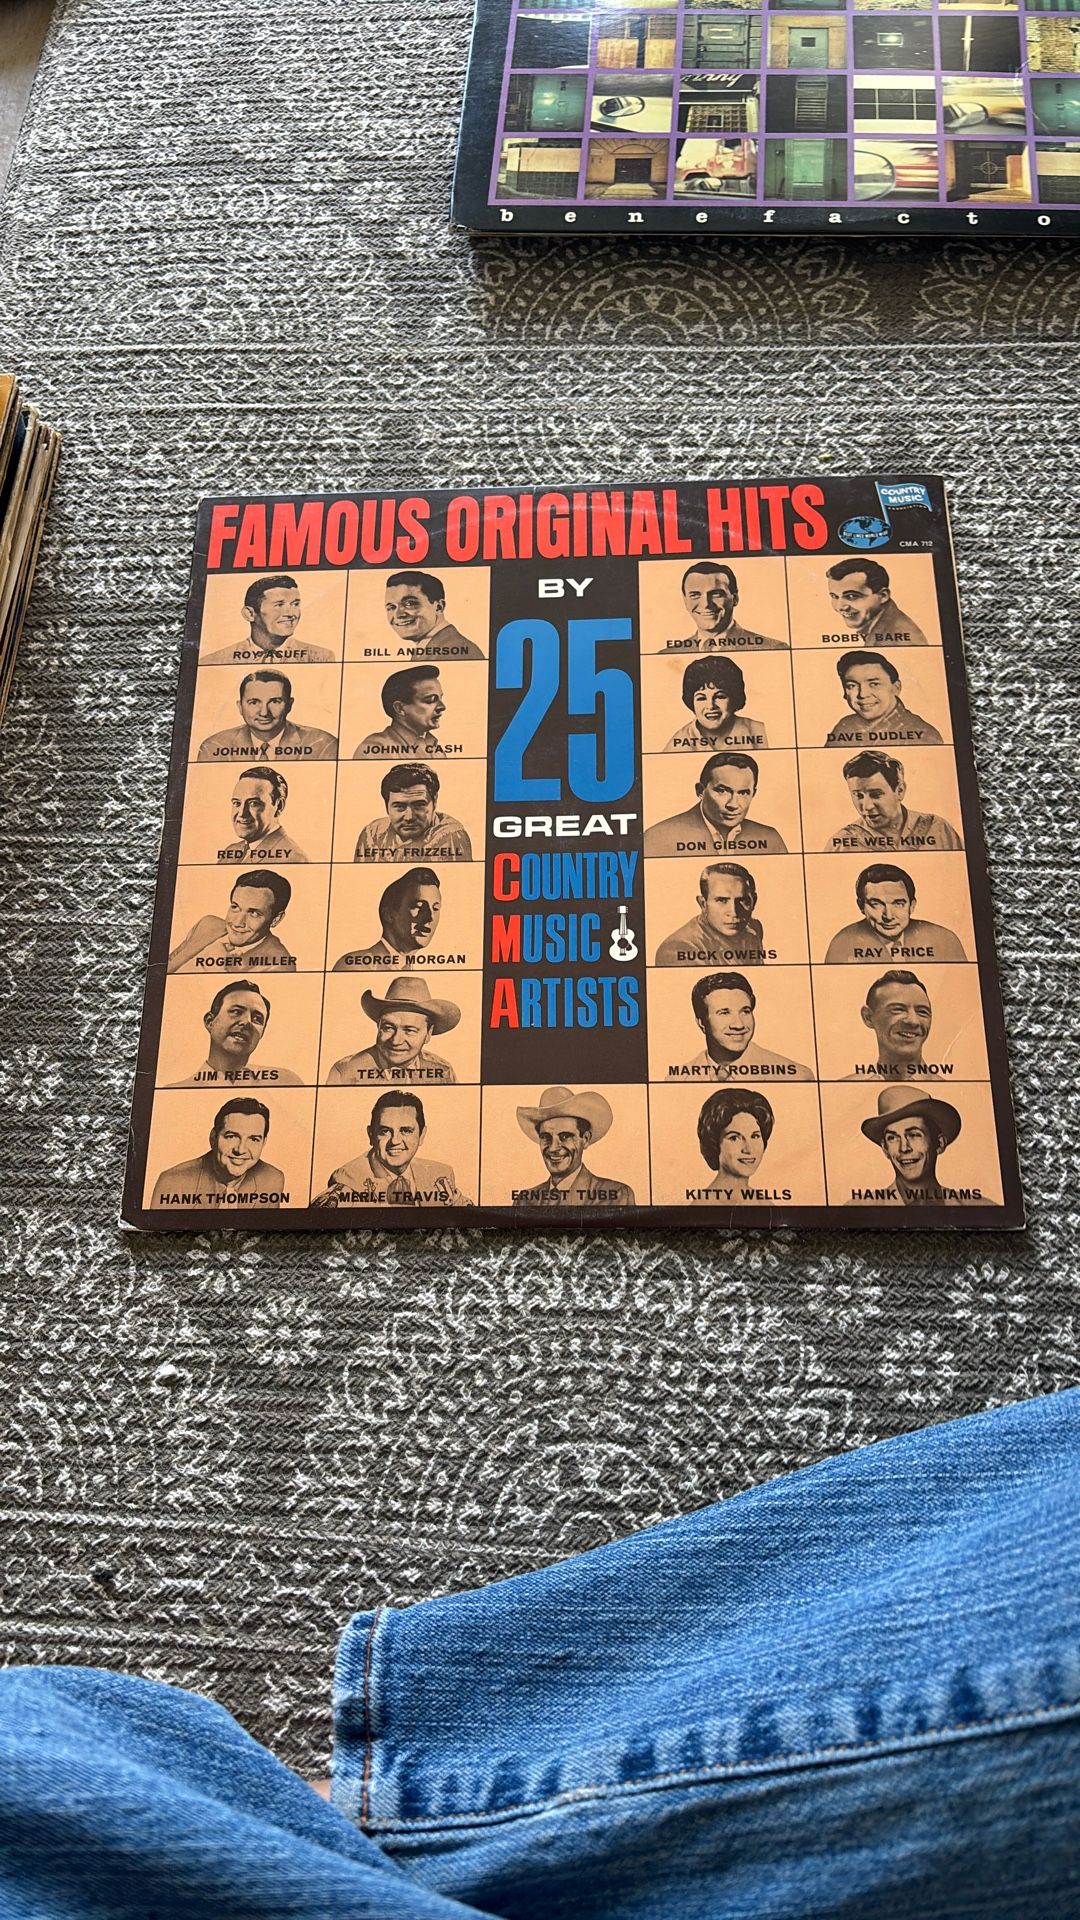 benefacto
FAMOUS ORIGINAL HITS
COUNTRY
MUSIC
CMA 712
BY
25
GREAT
COUNTRY
MUSIC
ARTISTS
ROY ACUFF
BILL ANDERSON
EDDY ARNOLD
BOBBY BARE
JOHNNY BOND
JOHNNY CASH
PATSY CLINE
DAVE DUDLEY
RED FOLEY
LEFTY FRIZZELL
DON GIBSON
PEE WEE KING
ROGER MILLER
GEORGE MORGAN
BUCK OWENS
RAY PRICE
JIM REEVES
TEX RITTER
MARTY ROBBINS
HANK SNOW
HANK THOMPSON
MERLE TRAVIS
ERNEST TUBB
KITTY WELLS
HANK WILLIAMS